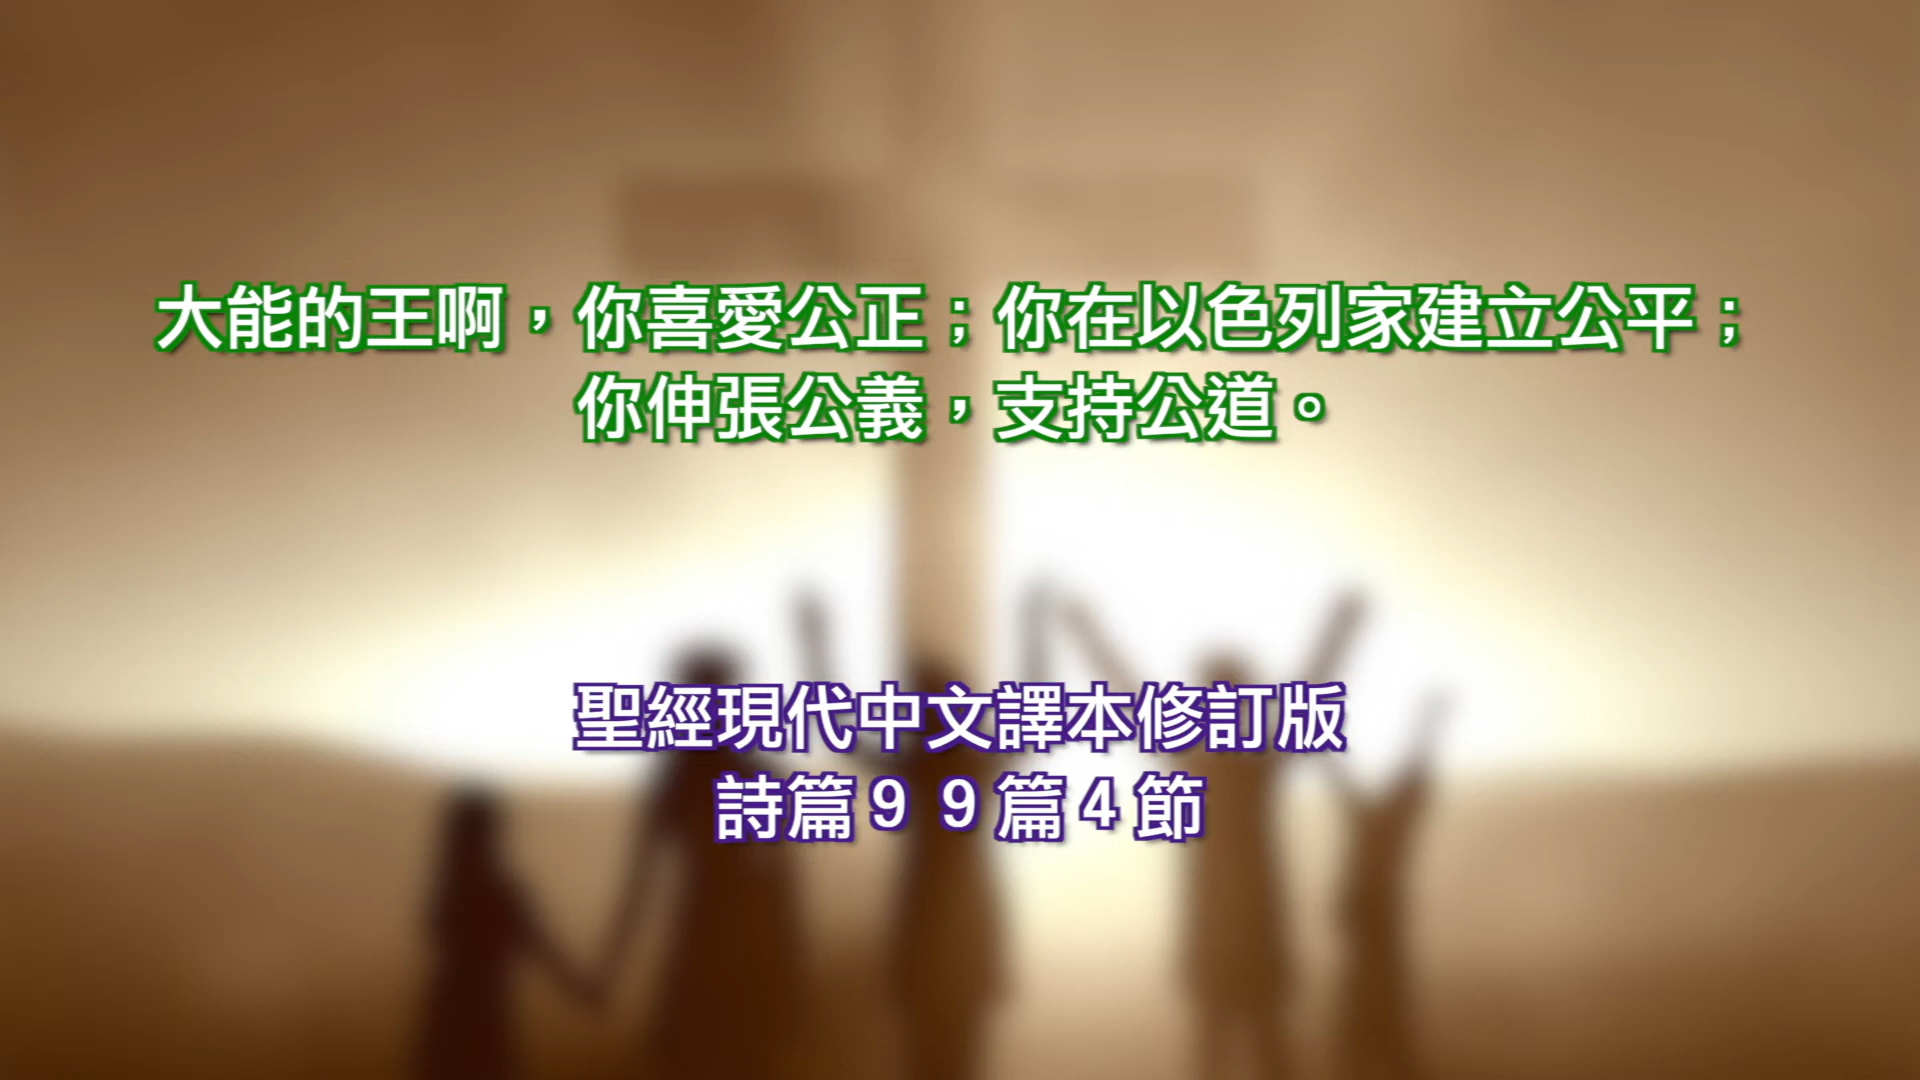 大能的王啊，你喜愛公正；你在以色列家建立公平；
你伸張公義，支持公道。
聖經現代中文譯本修訂版
詩篇９９篇４節